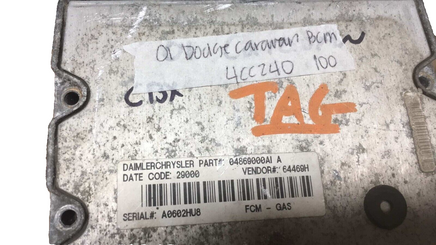 01 Dodge caravan Bcm
4CC240 100
TAG
DAIMLERCHRYSLER PART#: 04869000AI A
DATE CODE: 29000 VENDOR#: 64469H
SERIAL#: A0602HU8 FCM - GAS